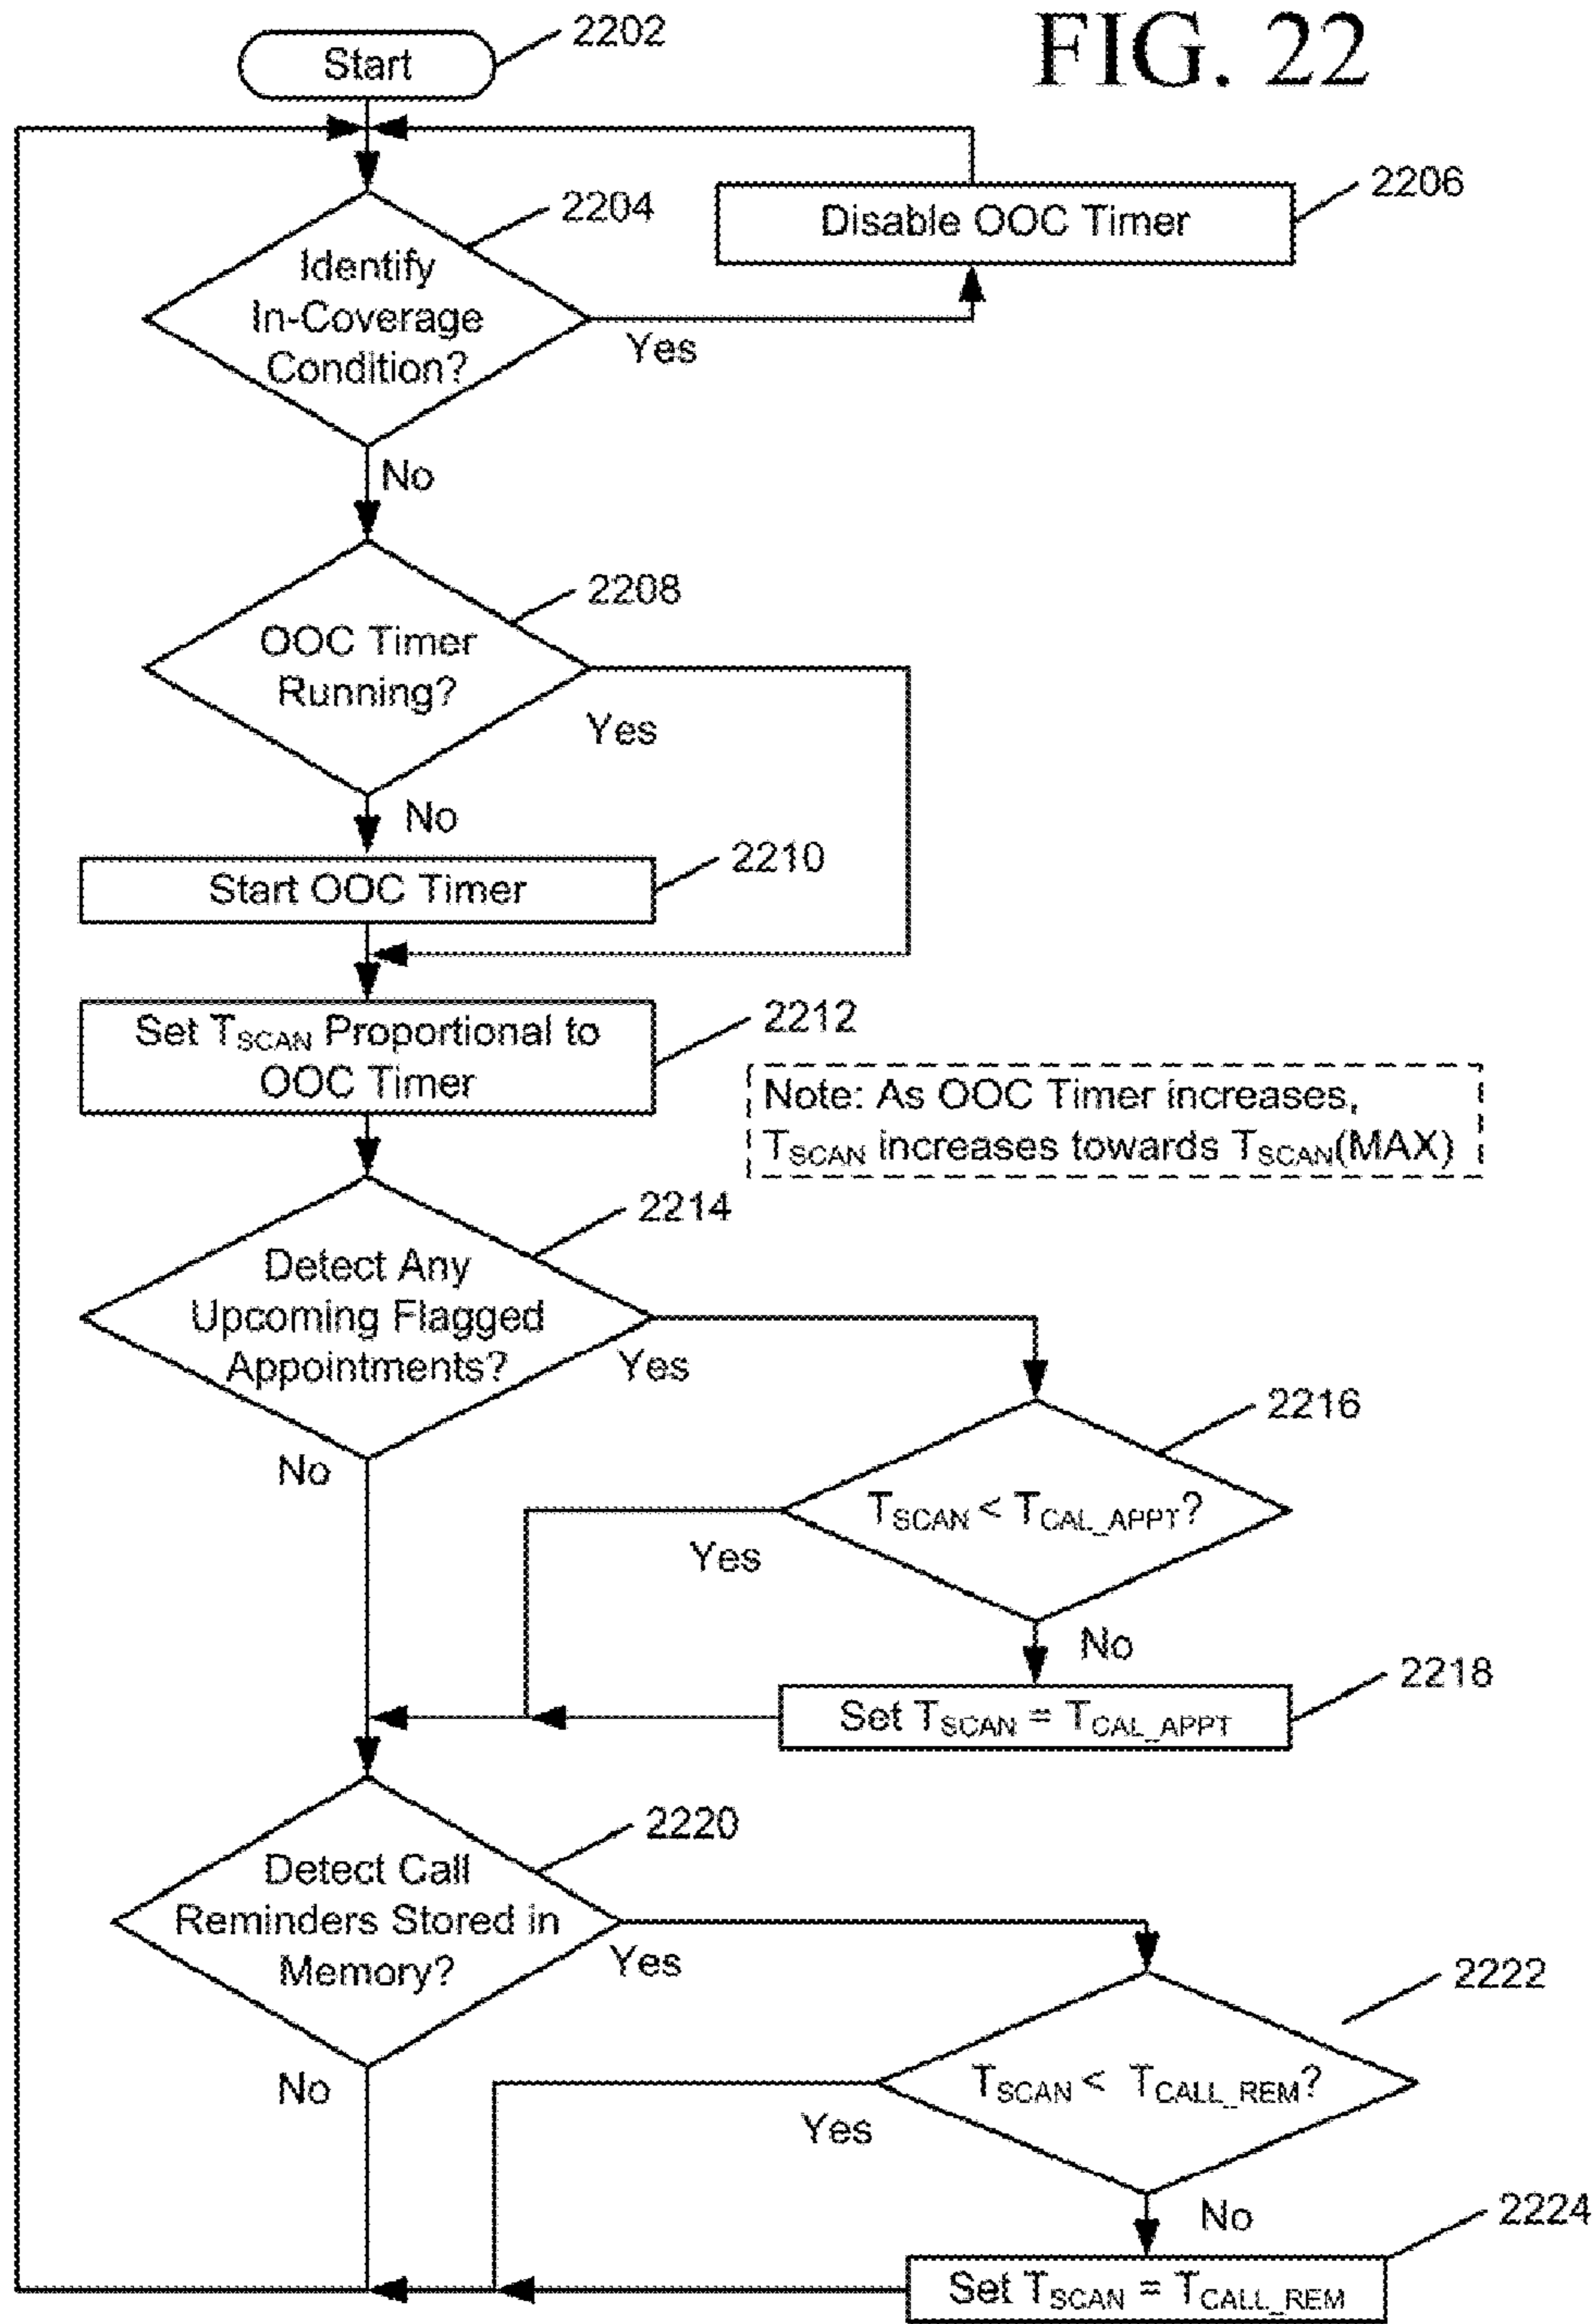 FIG. 22
2202
Start
2206
Disable OOC Timer
2204
Identify
In-Coverage
Condition?
Yes
No
2208
OOC Timer
Running?
Yes
No
2210
Start OOC Timer
2212
Set TSCAN Proportional to
OOC Timer
Note: As OOC Timer increases,
TSCAN increases towards TSCAN(MAX)
2214
Detect Any
Upcoming Flagged
Appointments?
Yes
No
2216
TSCAN < TCAL_APPT?
Yes
No
2218
Set TSCAN = TCAL_APPT
2220
Detect Call
Reminders Stored in
Memory?
Yes
No
2222
TSCAN < TCALL_REM?
Yes
No
2224
Set TSCAN = TCALL_REM